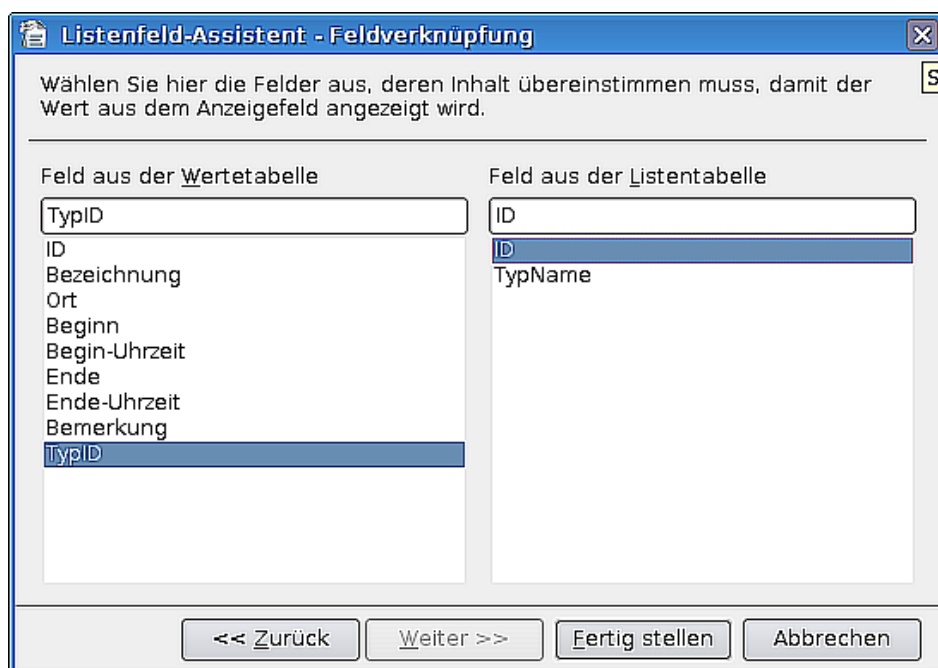 Listenfeld-Assistent - Feldverknüpfung
Wählen Sie hier die Felder aus, deren Inhalt übereinstimmen muss, damit der
Wert aus dem Anzeigefeld angezeigt wird.
S
Feld aus der Wertetabelle
TypID
ID
Bezeichnung
Ort
Beginn
Begin-Uhrzeit
Ende
Ende-Uhrzeit
Bemerkung
TypID
Feld aus der Listentabelle
ID
ID
TypName
<< Zurück
Weiter >>
Fertig stellen
Abbrechen